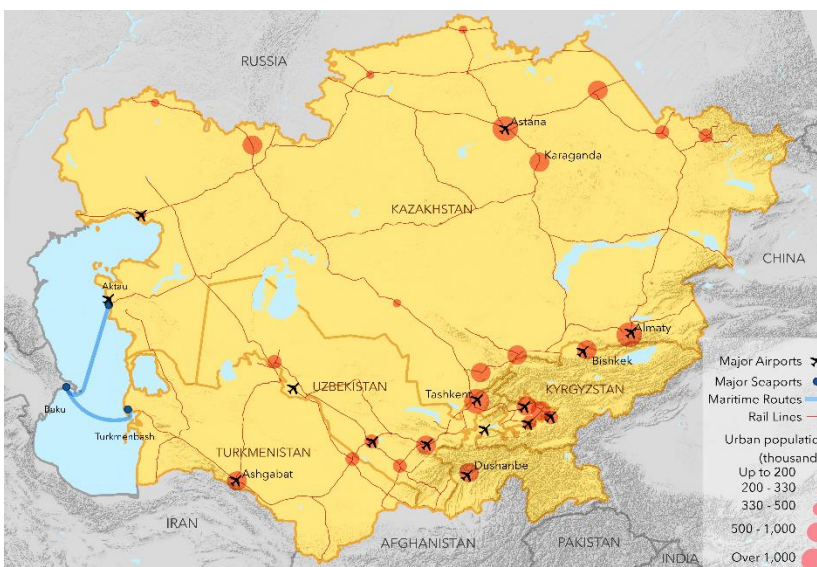 RUSSIA
Astana
Karaganda
KAZAKHSTAN
CHINA
Aktau
Almaty
Bishkek
UZBEKISTAN
Tashkent
KYRGYZSTAN
Baku
Turkmenbash
TURKMENISTAN
Ashgabat
Dushanbe
IRAN
AFGHANISTAN
PAKISTAN
INDIA
Major Airports
Major Seaports
Maritime Routes
Rail Lines
Urban populatio
(thousand
Up to 200
200 - 330
330 - 500
500 - 1,000
Over 1,000